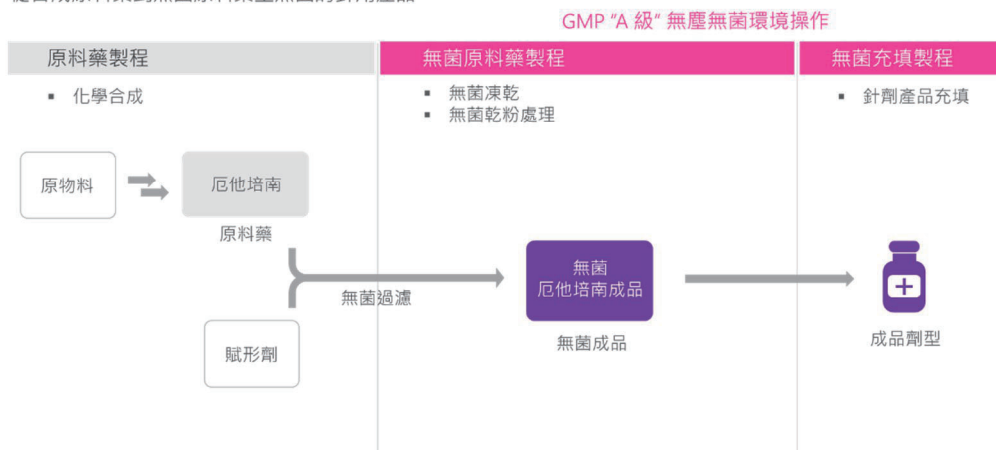 GMP “A 級“ 無塵無菌環境操作
原料藥製程
無菌原料藥製程
無菌充填製程
▪ 化學合成
▪ 無菌凍乾
▪ 無菌乾粉處理
▪ 針劑產品充填
原物料
厄他培南
原料藥
無菌過濾
賦形劑
無菌
厄他培南成品
無菌成品
成品劑型